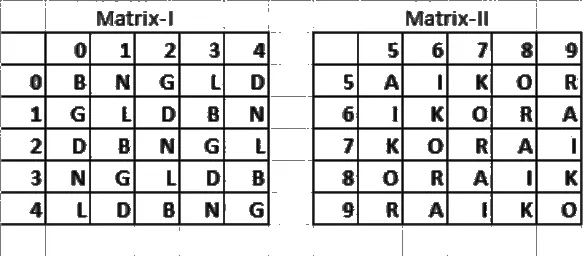 Matrix-I Matrix-II
0 1 2 3 4 5 6 7 8 9
0 B N G L D 5 A I K O R
1 G L D B N 6 I K O R A
2 D B N G L 7 K O R A I
3 N G L D B 8 O R A I K
4 L D B N G 9 R A I K O